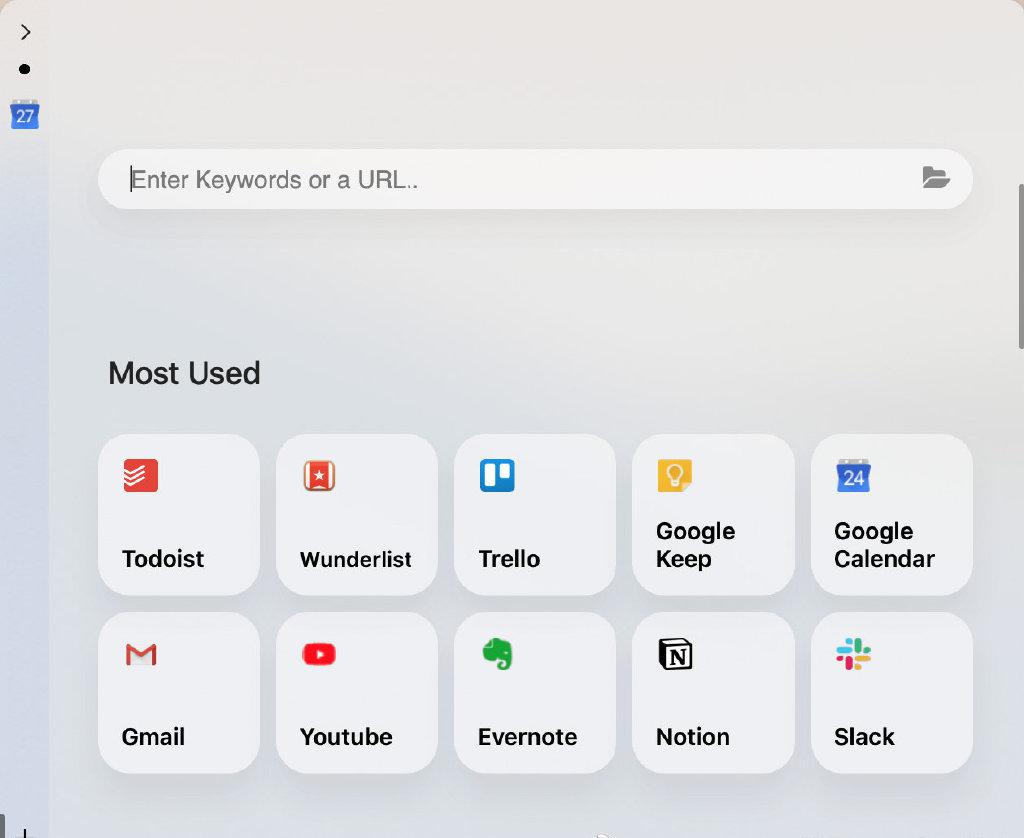 27
Enter Keywords or a URL..
Most Used
24
Google
Google
Todoist
Wunderlist
Trello
Keep
Calendar
N
Gmail
Youtube
Evernote
Notion
Slack